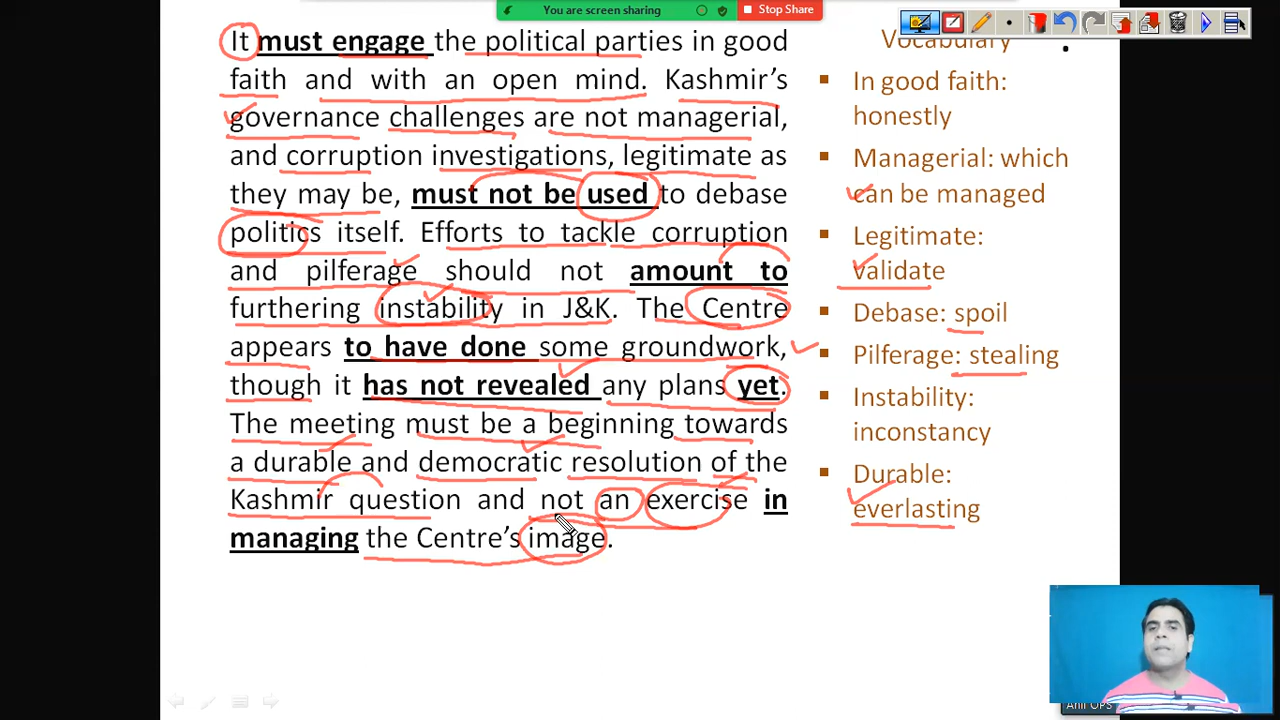 You are screen sharing
Stop Share
It must engage the political parties in good
faith and with an open mind. Kashmir's
governance challenges are not managerial,
and corruption investigations, legitimate as
they may be, must not be used to debase
politics itself. Efforts to tackle corruption
and pilferage should not amount to
furthering instability in J&K. The Centre
appears to have done some groundwork,
though it has not revealed any plans yet.
The meeting must be a beginning towards
a durable and democratic resolution of the
Kashmir question and not an exercise in
managing the Centre's image.
Vocabulary
▪ In good faith:
honestly
▪ Managerial: which
can be managed
▪ Legitimate:
validate
▪ Debase: spoil
▪ Pilferage: stealing
▪ Instability:
inconstancy
▪ Durable:
everlasting
Anil OPS